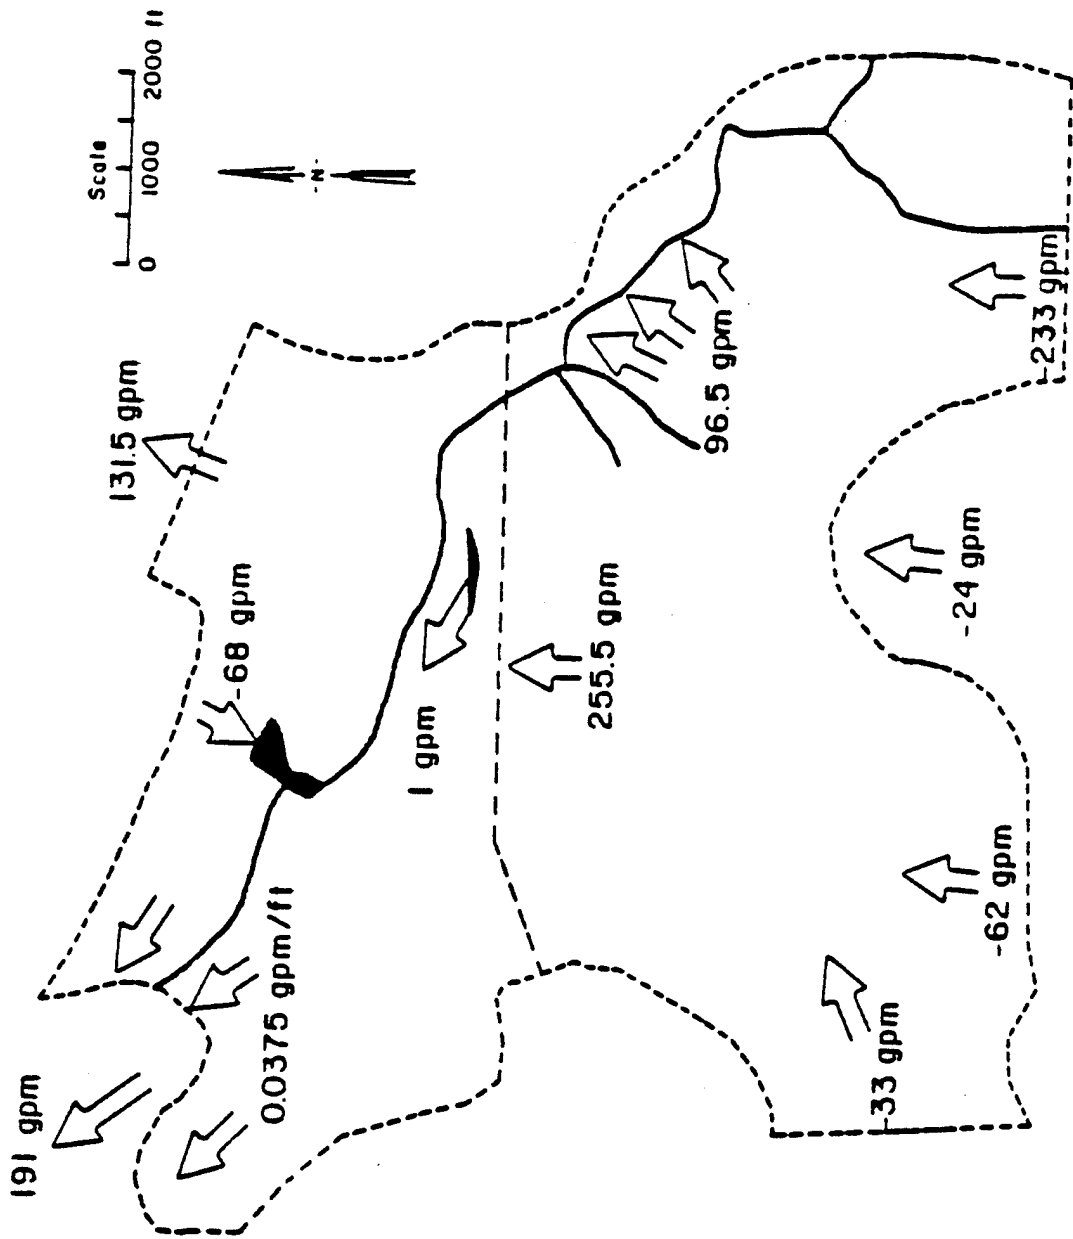 Scale
0 1000 2000 ft
-N-
131.5 gpm
-68 gpm
191 gpm
0.0375 gpm/ft
1 gpm
255.5 gpm
96.5 gpm
-233 gpm
-24 gpm
-62 gpm
-33 gpm